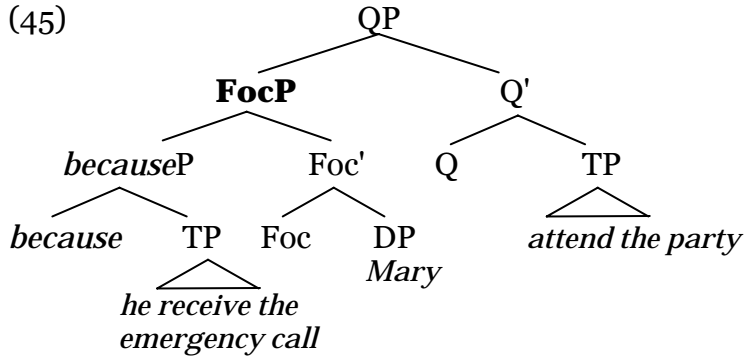 (45)
QP
FocP Q'
becauseP Foc' Q TP
because TP Foc DP attend the party
Mary
he receive the
emergency call